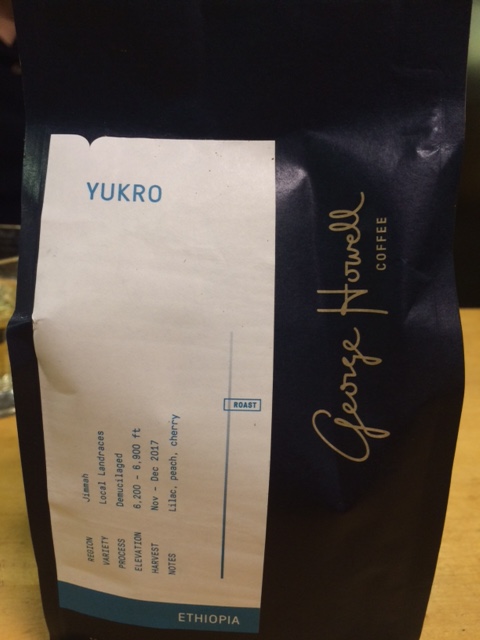 YUKRO
REGION Jimmah
VARIETY Local Landraces
PROCESS Demucilaged
ELEVATION 6,200 - 6,900 ft
HARVEST Nov - Dec 2017
NOTES Lilac, peach, cherry
ROAST
ETHIOPIA
George Howell
COFFEE